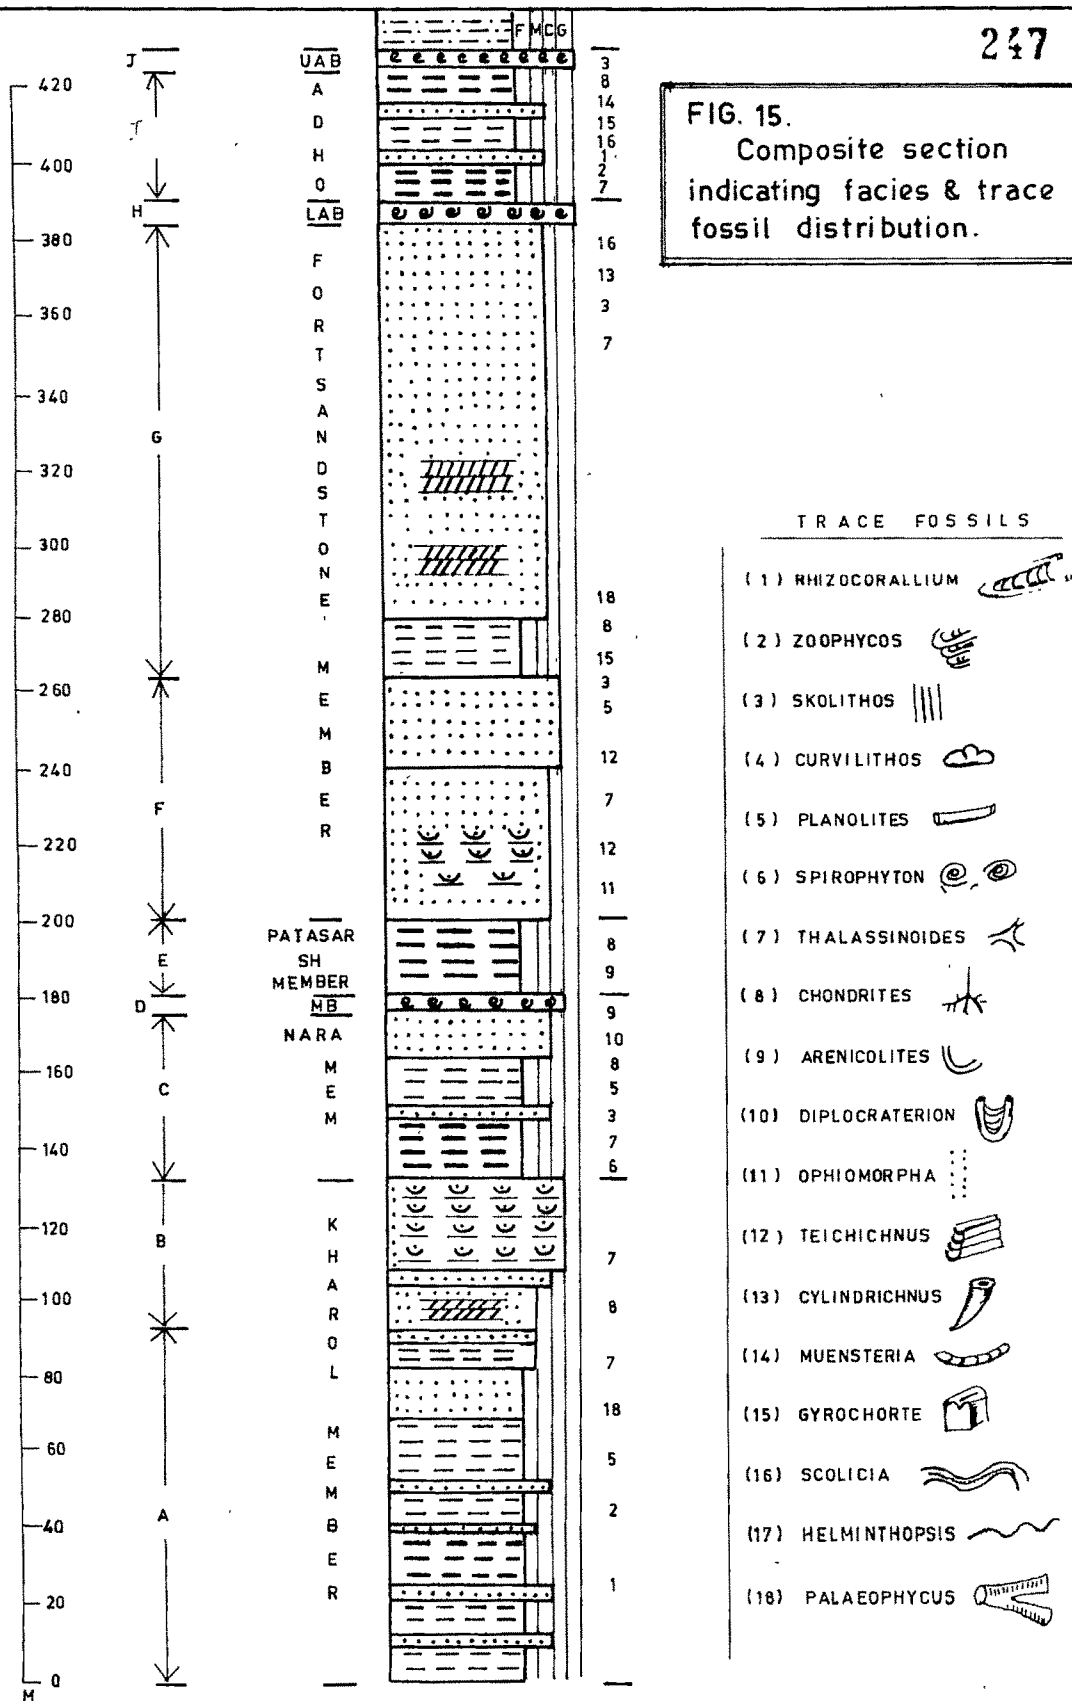 247
FIG. 15.
Composite section
indicating facies & trace
fossil distribution.
F M C G
J
UAB
3
420
A
8
14
I
D
15
H
16
1
400
O
2
7
H
LAB
380
16
F
13
O
360
3
R
7
T
S
340
A
G
N
D
320
S
T
O
300
N
E
18
280
8
M
15
260
E
3
5
M
240
B
12
F
E
7
R
220
12
11
200
PATASAR
8
E
SH
9
MEMBER
180
D
MB
9
NARA
10
M
8
160
E
5
C
M
3
7
140
6
K
120
B
H
7
A
100
R
8
O
L
7
80
18
M
60
E
5
M
2
A
40
B
E
1
R
20
0
M
TRACE FOSSILS
(1) RHIZOCORALLIUM
(2) ZOOPHYCOS
(3) SKOLITHOS
(4) CURVILITHOS
(5) PLANOLITES
(6) SPIROPHYTON
(7) THALASSINOIDES
(8) CHONDRITES
(9) ARENICOLITES
(10) DIPLOCRATERION
(11) OPHIOMORPHA
(12) TEICHICHNUS
(13) CYLINDRICHNUS
(14) MUENSTERIA
(15) GYROCHORTE
(16) SCOLICIA
(17) HELMINTHOPSIS
(18) PALAEOPHYCUS